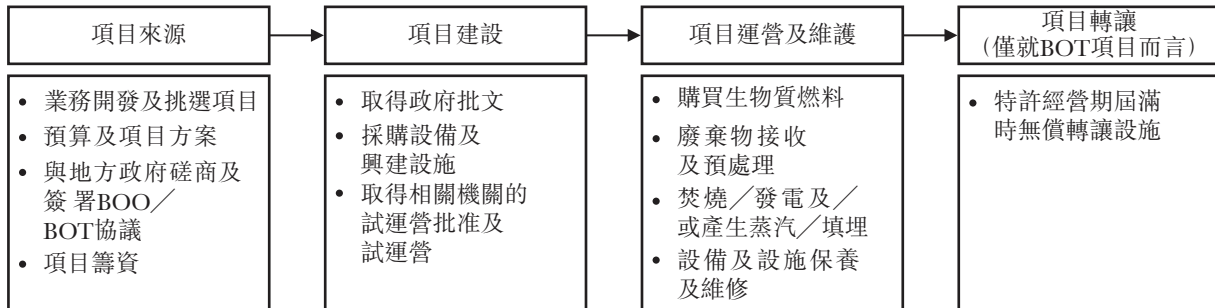 項目來源
項目建設
項目運營及維護
項目轉讓
(僅就BOT項目而言)
• 業務開發及挑選項目
• 預算及項目方案
• 與地方政府磋商及
簽署BOO／
BOT協議
• 項目籌資
• 取得政府批文
• 採購設備及
興建設施
• 取得相關機關的
試運營批准及
試運營
• 購買生物質燃料
• 廢棄物接收
及預處理
• 焚燒／發電及／
或產生蒸汽／填埋
• 設備及設施保養
及維修
• 特許經營期屆滿
時無償轉讓設施